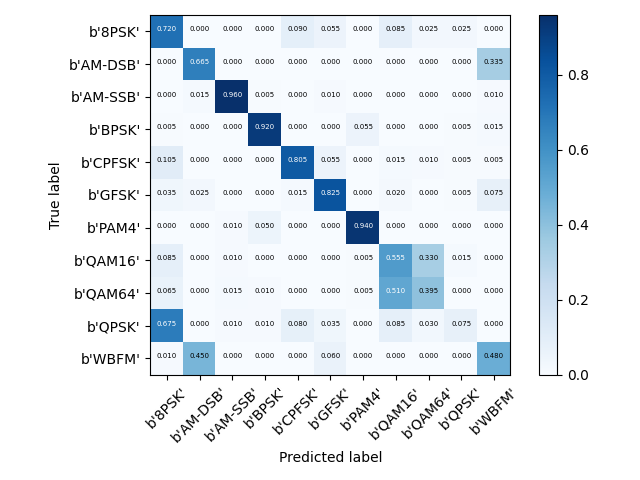 b'8PSK' 0.720 0.000 0.000 0.000 0.090 0.055 0.000 0.085 0.025 0.025 0.000
b'AM-DSB' 0.000 0.665 0.000 0.000 0.000 0.000 0.000 0.000 0.000 0.000 0.335
b'AM-SSB' 0.000 0.015 0.960 0.005 0.000 0.010 0.000 0.000 0.000 0.000 0.010
b'BPSK' 0.005 0.000 0.000 0.920 0.000 0.000 0.055 0.000 0.000 0.005 0.015
b'CPFSK' 0.105 0.000 0.000 0.000 0.805 0.055 0.000 0.015 0.010 0.005 0.005
b'GFSK' 0.035 0.025 0.000 0.000 0.015 0.825 0.000 0.020 0.000 0.005 0.075
b'PAM4' 0.000 0.000 0.010 0.050 0.000 0.000 0.940 0.000 0.000 0.000 0.000
b'QAM16' 0.085 0.000 0.010 0.000 0.000 0.000 0.005 0.555 0.330 0.015 0.000
b'QAM64' 0.065 0.000 0.015 0.010 0.000 0.000 0.005 0.510 0.395 0.000 0.000
b'QPSK' 0.675 0.000 0.010 0.010 0.080 0.035 0.000 0.085 0.030 0.075 0.000
b'WBFM' 0.010 0.450 0.000 0.000 0.000 0.060 0.000 0.000 0.000 0.000 0.480
b'8PSK' b'AM-DSB' b'AM-SSB' b'BPSK' b'CPFSK' b'GFSK' b'PAM4' b'QAM16' b'QAM64' b'QPSK' b'WBFM'
Predicted label
True label
0.8
0.6
0.4
0.2
0.0